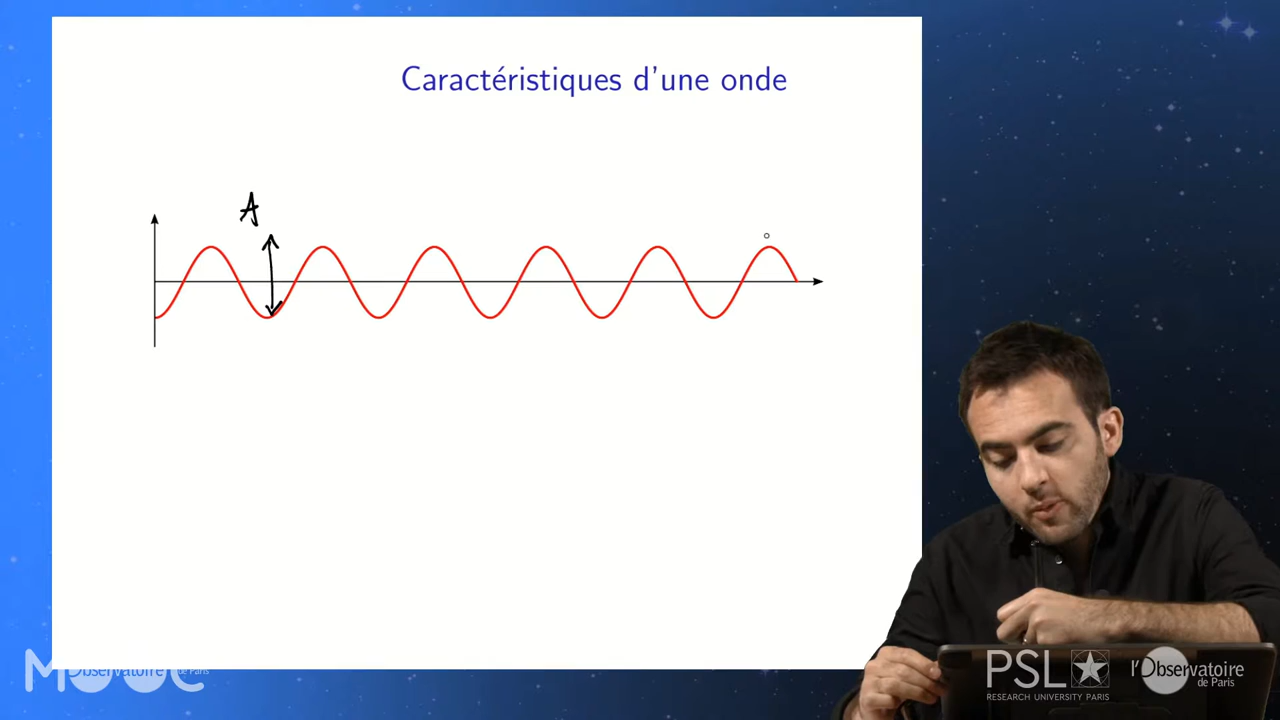 Caractéristiques d'une onde
A
MOOC
Observatoire de Paris
PSL
RESEARCH UNIVERSITY PARIS
l'Observatoire
de Paris